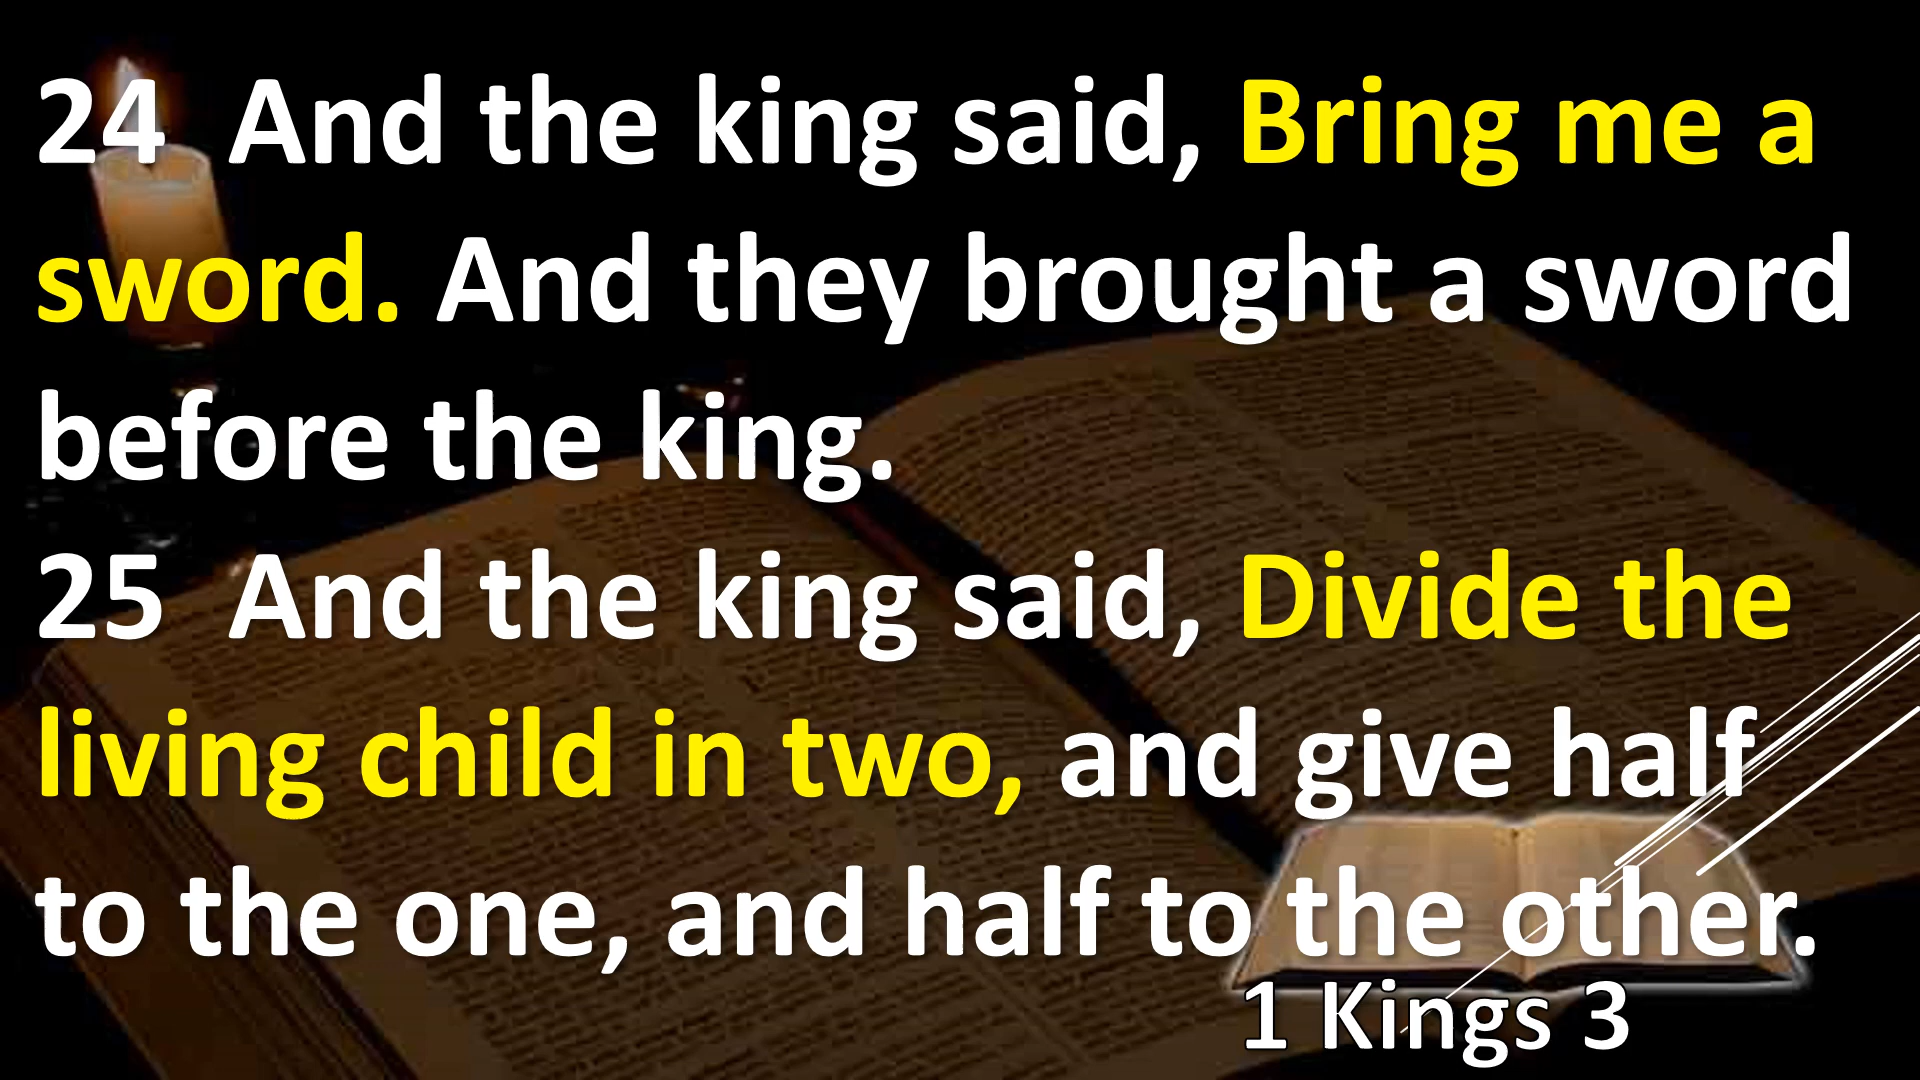 24  And the king said, Bring me a
sword. And they brought a sword
before the king.
25  And the king said, Divide the
living child in two, and give half
to the one, and half to the other.
1 Kings 3